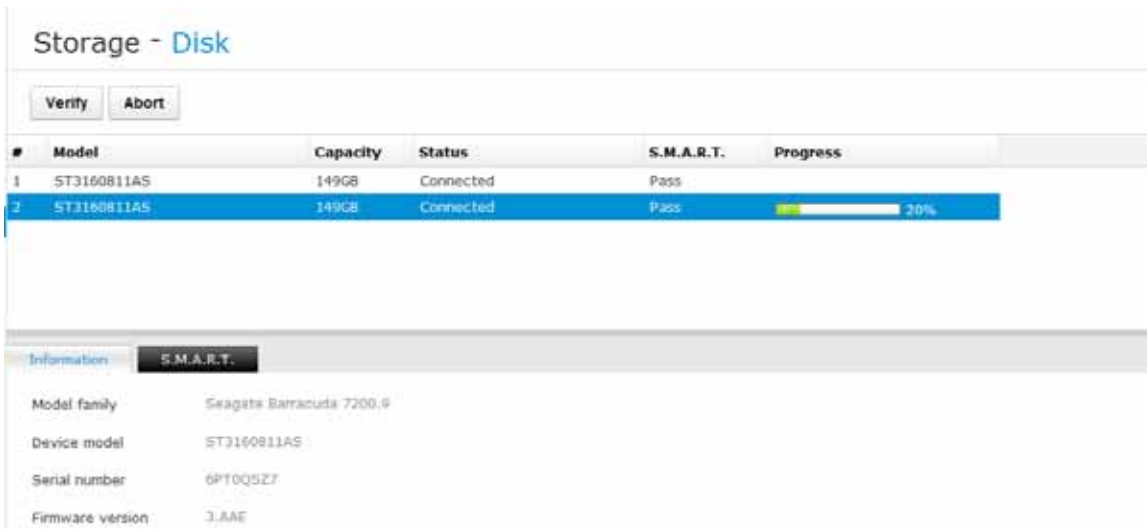 Storage - Disk
Verify Abort
# Model Capacity Status S.M.A.R.T. Progress
1 ST3160811AS 149GB Connected Pass
2 ST3160811AS 149GB Connected Pass 20%
Information S.M.A.R.T.
Model family Seagate Barracuda 7200.9
Device model ST3160811AS
Serial number 6PT0QSZ7
Firmware version 3.AAE